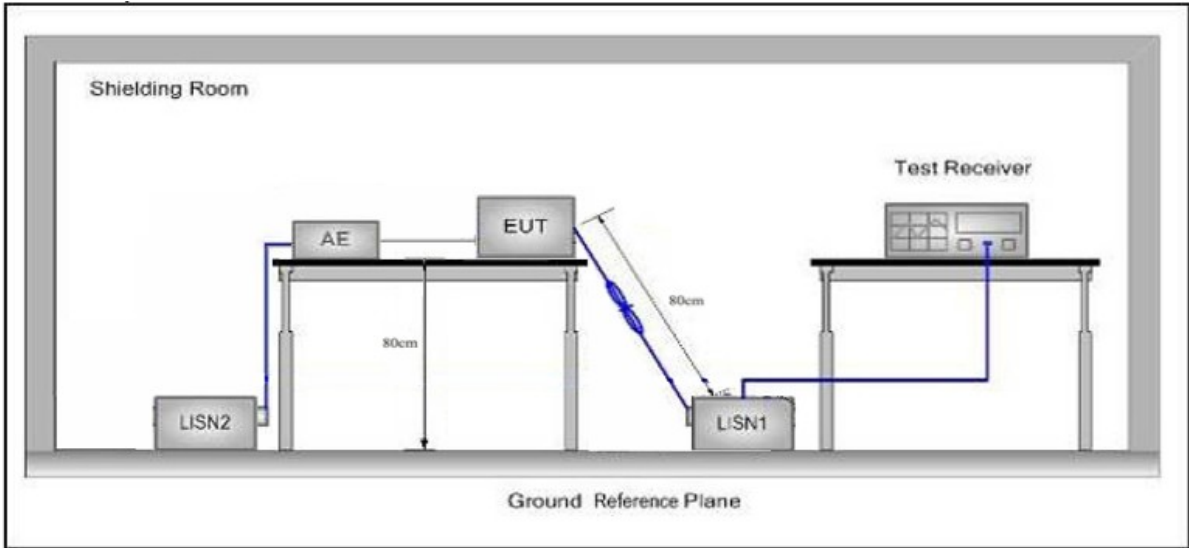 Shielding Room
Test Receiver
AE
EUT
80cm
80cm
LISN2
LISN1
Ground Reference Plane